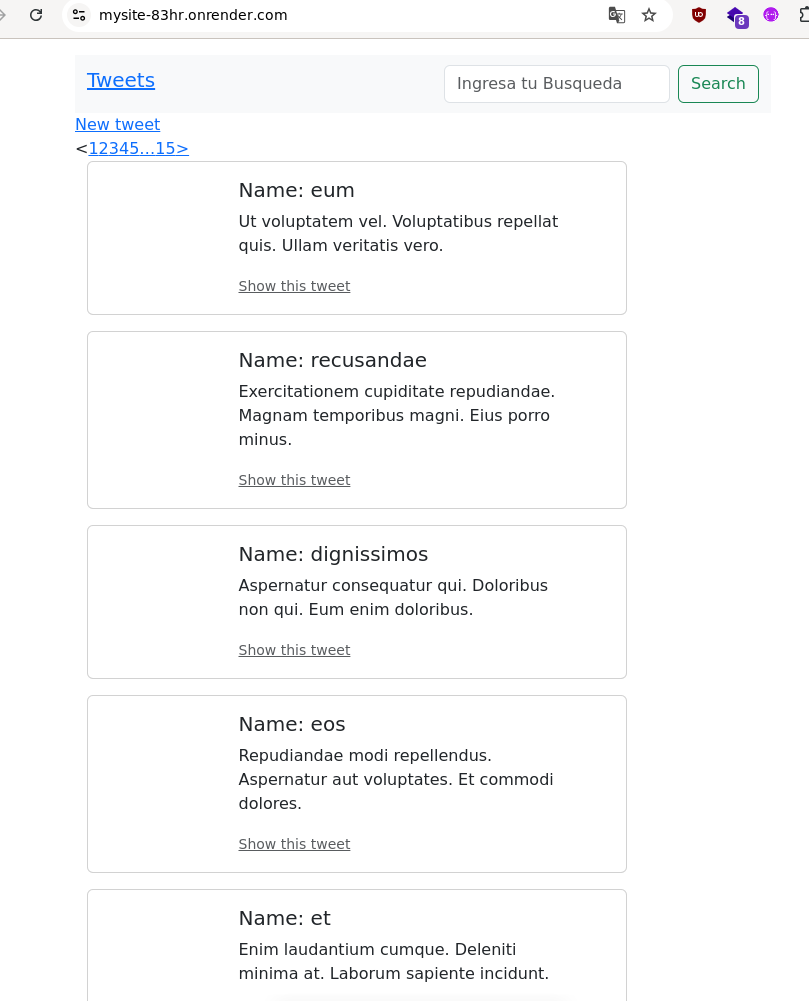 mysite-83hr.onrender.com
8
Tweets
Ingresa tu Busqueda
Search
New tweet
<12345…15>
Name: eum
Ut voluptatem vel. Voluptatibus repellat
quis. Ullam veritatis vero.
Show this tweet
Name: recusandae
Exercitationem cupiditate repudiandae.
Magnam temporibus magni. Eius porro
minus.
Show this tweet
Name: dignissimos
Aspernatur consequatur qui. Doloribus
non qui. Eum enim doloribus.
Show this tweet
Name: eos
Repudiandae modi repellendus.
Aspernatur aut voluptates. Et commodi
dolores.
Show this tweet
Name: et
Enim laudantium cumque. Deleniti
minima at. Laborum sapiente incidunt.